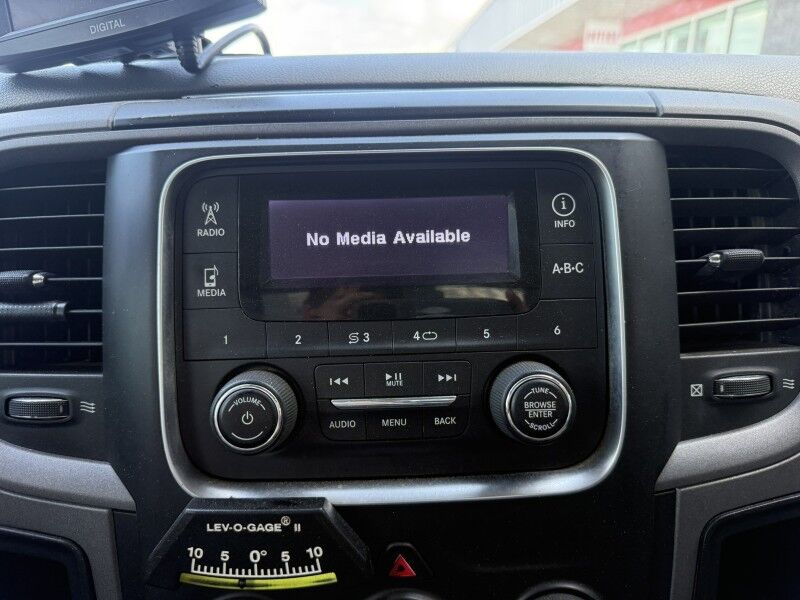 DIGITAL
RADIO
No Media Available
INFO
MEDIA
A•B•C
1 2 3 4 5 6
MUTE
VOLUME
TUNE
BROWSE
ENTER
SCROLL
AUDIO MENU BACK
LEV-O-GAGE® II
10 5 0° 5 10